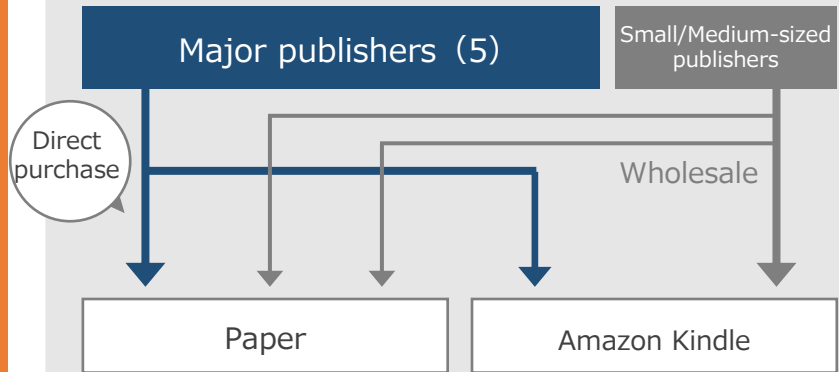 Major publishers（5）
Small/Medium-sized
publishers
Direct
purchase
Wholesale
Paper
Amazon Kindle